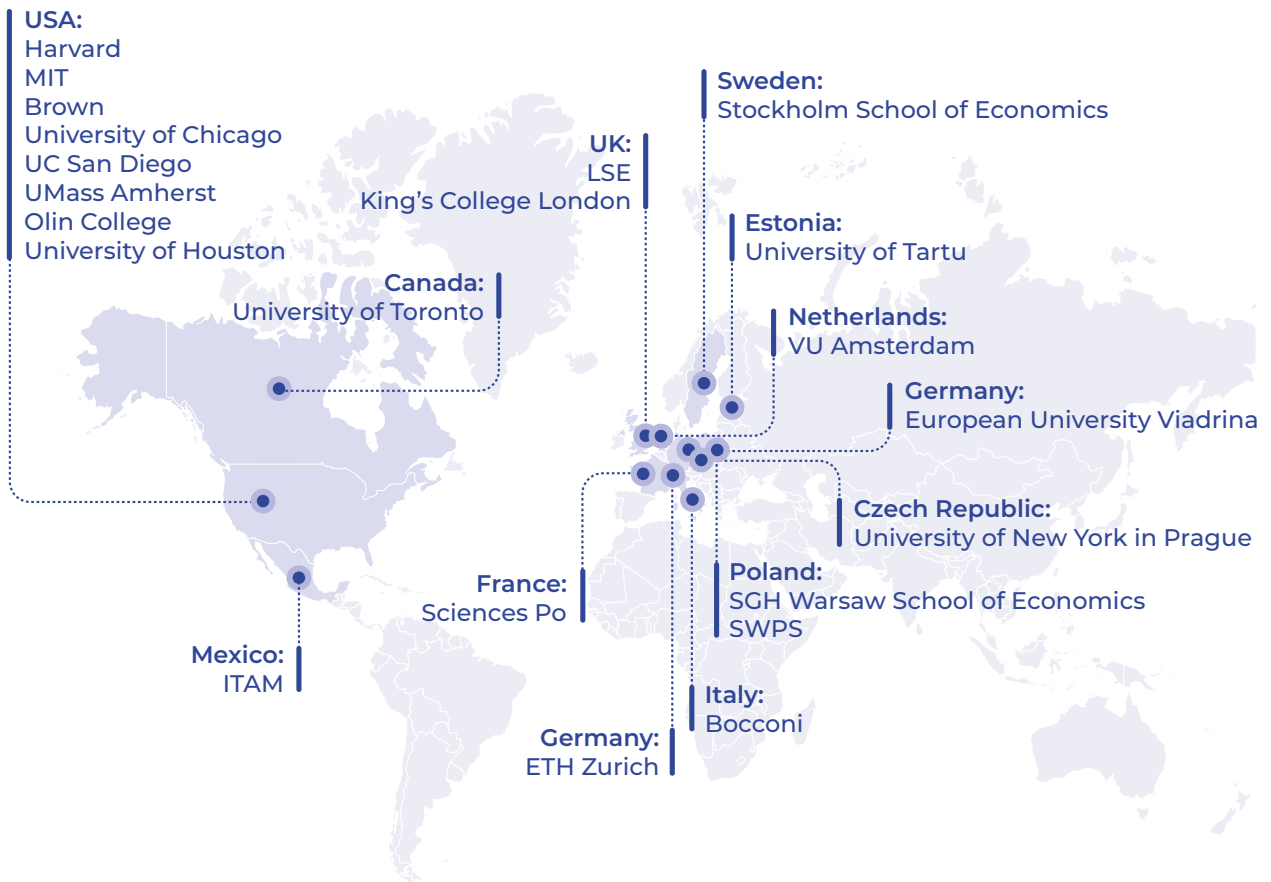 USA:
Harvard
MIT
Brown
University of Chicago
UC San Diego
UMass Amherst
Olin College
University of Houston
Canada:
University of Toronto
UK:
LSE
King’s College London
Sweden:
Stockholm School of Economics
Estonia:
University of Tartu
Netherlands:
VU Amsterdam
Germany:
European University Viadrina
Czech Republic:
University of New York in Prague
Poland:
SGH Warsaw School of Economics
SWPS
France:
Sciences Po
Mexico:
ITAM
Italy:
Bocconi
Germany:
ETH Zurich